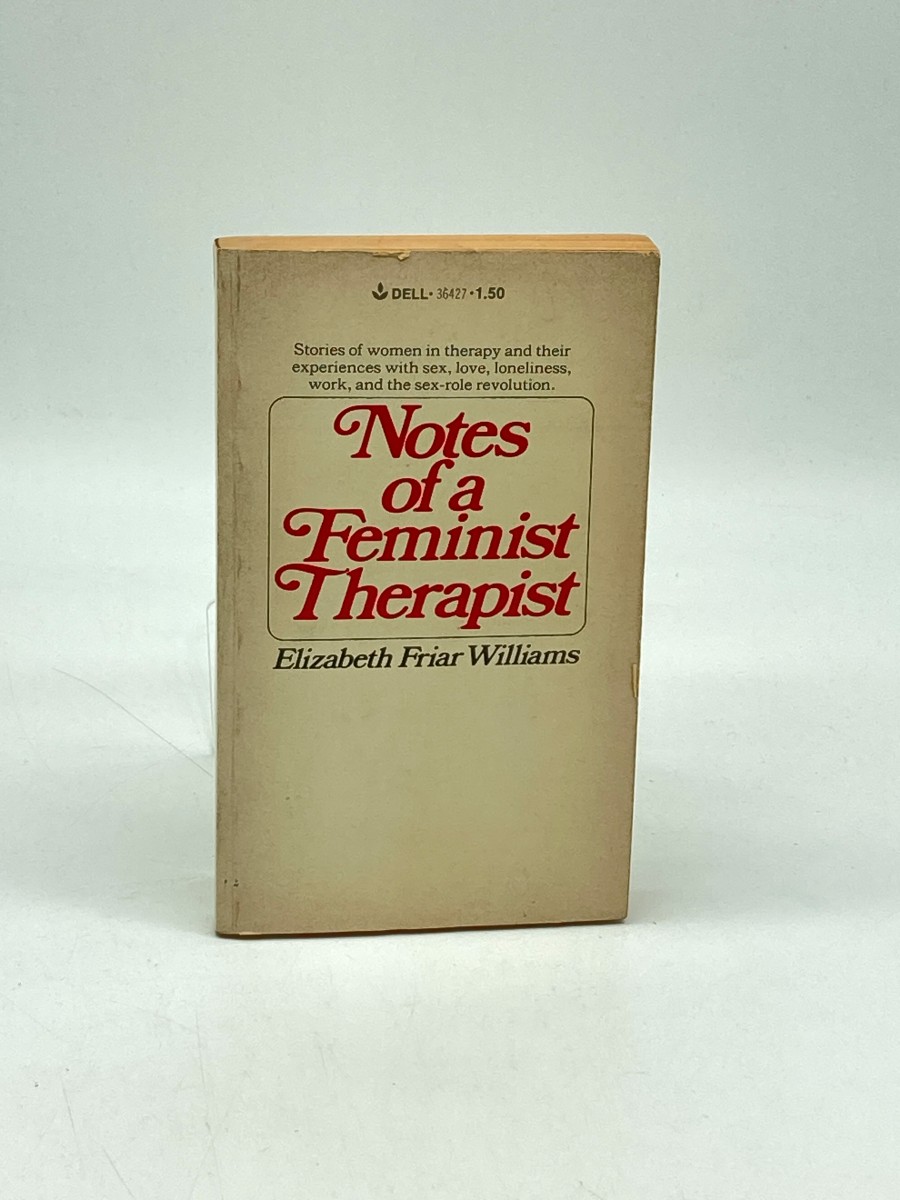 DELL • 36427 • 1.50
Stories of women in therapy and their
experiences with sex, love, loneliness,
work, and the sex-role revolution.
Notes
of a
Feminist
Therapist
Elizabeth Friar Williams